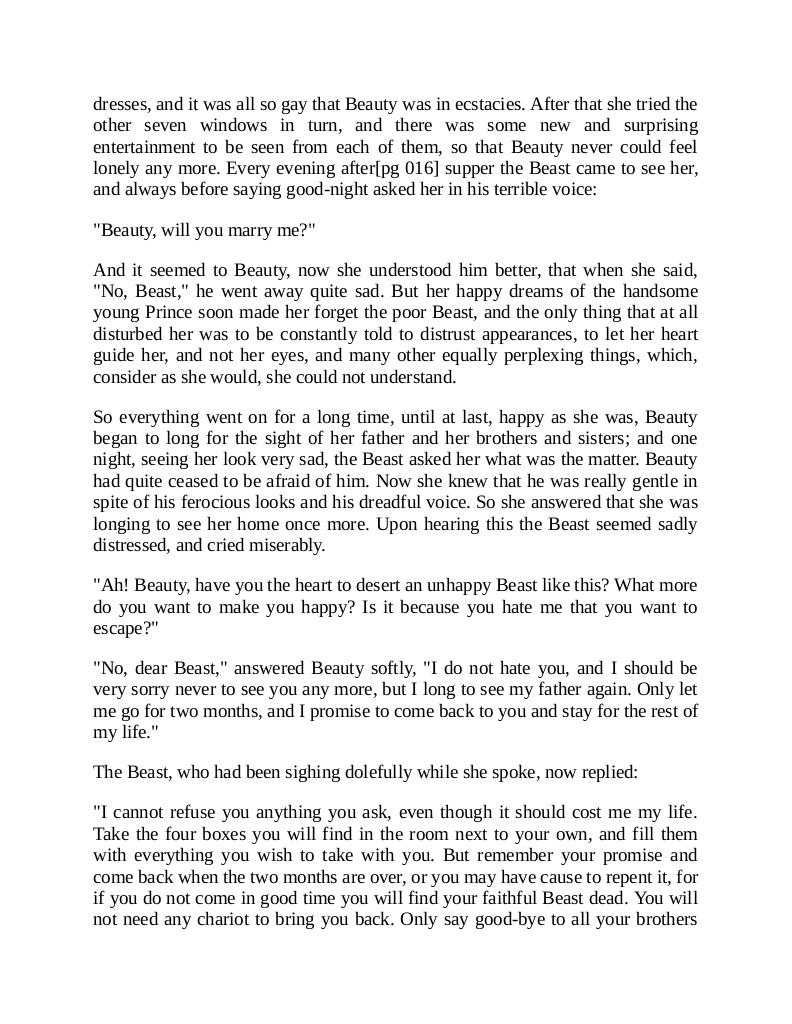 dresses, and it was all so gay that Beauty was in ecstacies. After that she tried the
other seven windows in turn, and there was some new and surprising
entertainment to be seen from each of them, so that Beauty never could feel
lonely any more. Every evening after[pg 016] supper the Beast came to see her,
and always before saying good-night asked her in his terrible voice:
"Beauty, will you marry me?"
And it seemed to Beauty, now she understood him better, that when she said,
"No, Beast," he went away quite sad. But her happy dreams of the handsome
young Prince soon made her forget the poor Beast, and the only thing that at all
disturbed her was to be constantly told to distrust appearances, to let her heart
guide her, and not her eyes, and many other equally perplexing things, which,
consider as she would, she could not understand.
So everything went on for a long time, until at last, happy as she was, Beauty
began to long for the sight of her father and her brothers and sisters; and one
night, seeing her look very sad, the Beast asked her what was the matter. Beauty
had quite ceased to be afraid of him. Now she knew that he was really gentle in
spite of his ferocious looks and his dreadful voice. So she answered that she was
longing to see her home once more. Upon hearing this the Beast seemed sadly
distressed, and cried miserably.
"Ah! Beauty, have you the heart to desert an unhappy Beast like this? What more
do you want to make you happy? Is it because you hate me that you want to
escape?"
"No, dear Beast," answered Beauty softly, "I do not hate you, and I should be
very sorry never to see you any more, but I long to see my father again. Only let
me go for two months, and I promise to come back to you and stay for the rest of
my life."
The Beast, who had been sighing dolefully while she spoke, now replied:
"I cannot refuse you anything you ask, even though it should cost me my life.
Take the four boxes you will find in the room next to your own, and fill them
with everything you wish to take with you. But remember your promise and
come back when the two months are over, or you may have cause to repent it, for
if you do not come in good time you will find your faithful Beast dead. You will
not need any chariot to bring you back. Only say good-bye to all your brothers